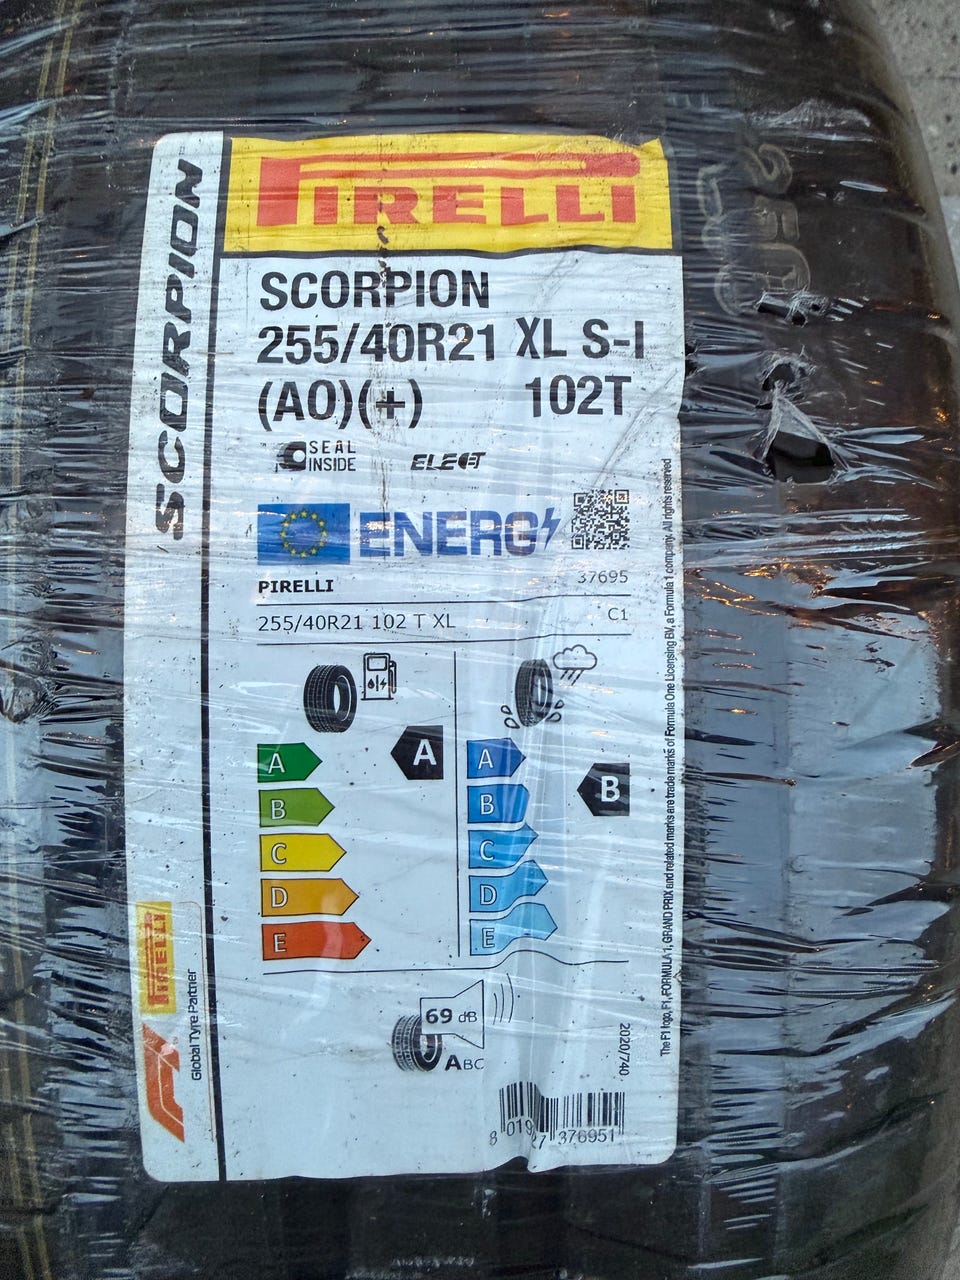 SCORPION
PIRELLI
SCORPION
255/40R21 XL S-I
(AO)(+) 102T
SEAL INSIDE ELECT
ENERG
PIRELLI 37695
255/40R21 102 T XL C1
A A A
B B B
C C
D D
E E
69 dB
ABC
2020/740
PIRELLI
F1
Global Tyre Partner
The F1 logo, F1, FORMULA 1, GRAND PRIX and related marks are trade marks of Formula One Licensing BV, a Formula 1 company. All rights reserved
376951